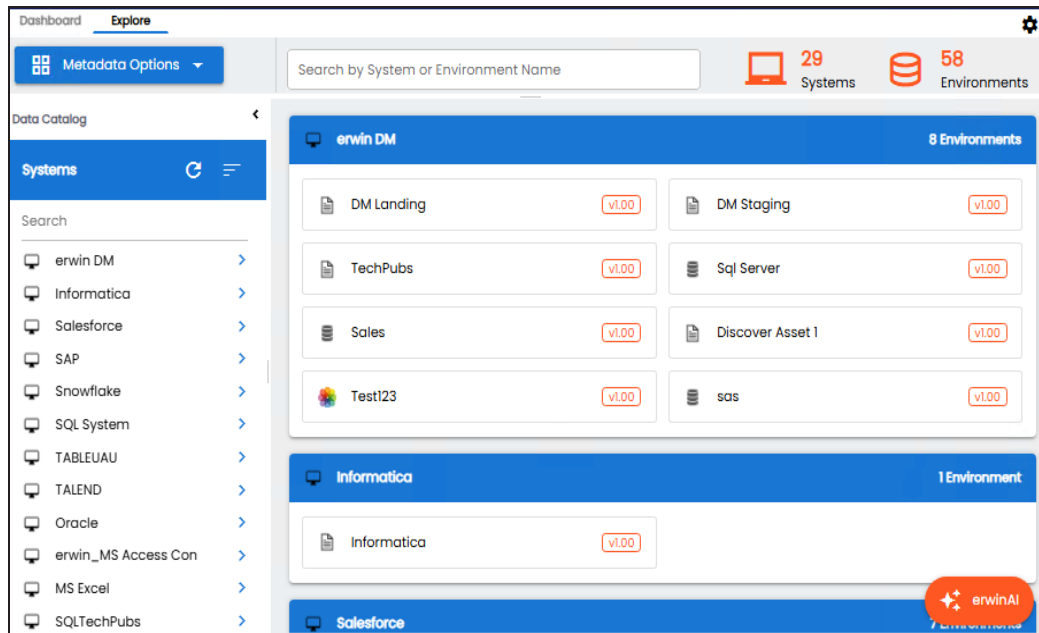 Dashboard Explore
Metadata Options
Search by System or Environment Name
29
Systems
58
Environments
Data Catalog
Systems
Search
erwin DM
Informatica
Salesforce
SAP
Snowflake
SQL System
TABLEUAU
TALEND
Oracle
erwin_MS Access Con
MS Excel
SQLTechPubs
erwin DM 8 Environments
DM Landing v1.00
DM Staging v1.00
TechPubs v1.00
Sql Server v1.00
Sales v1.00
Discover Asset 1 v1.00
Test123 v1.00
sas v1.00
Informatica 1 Environment
Informatica v1.00
Salesforce 7 Environments
erwinAI